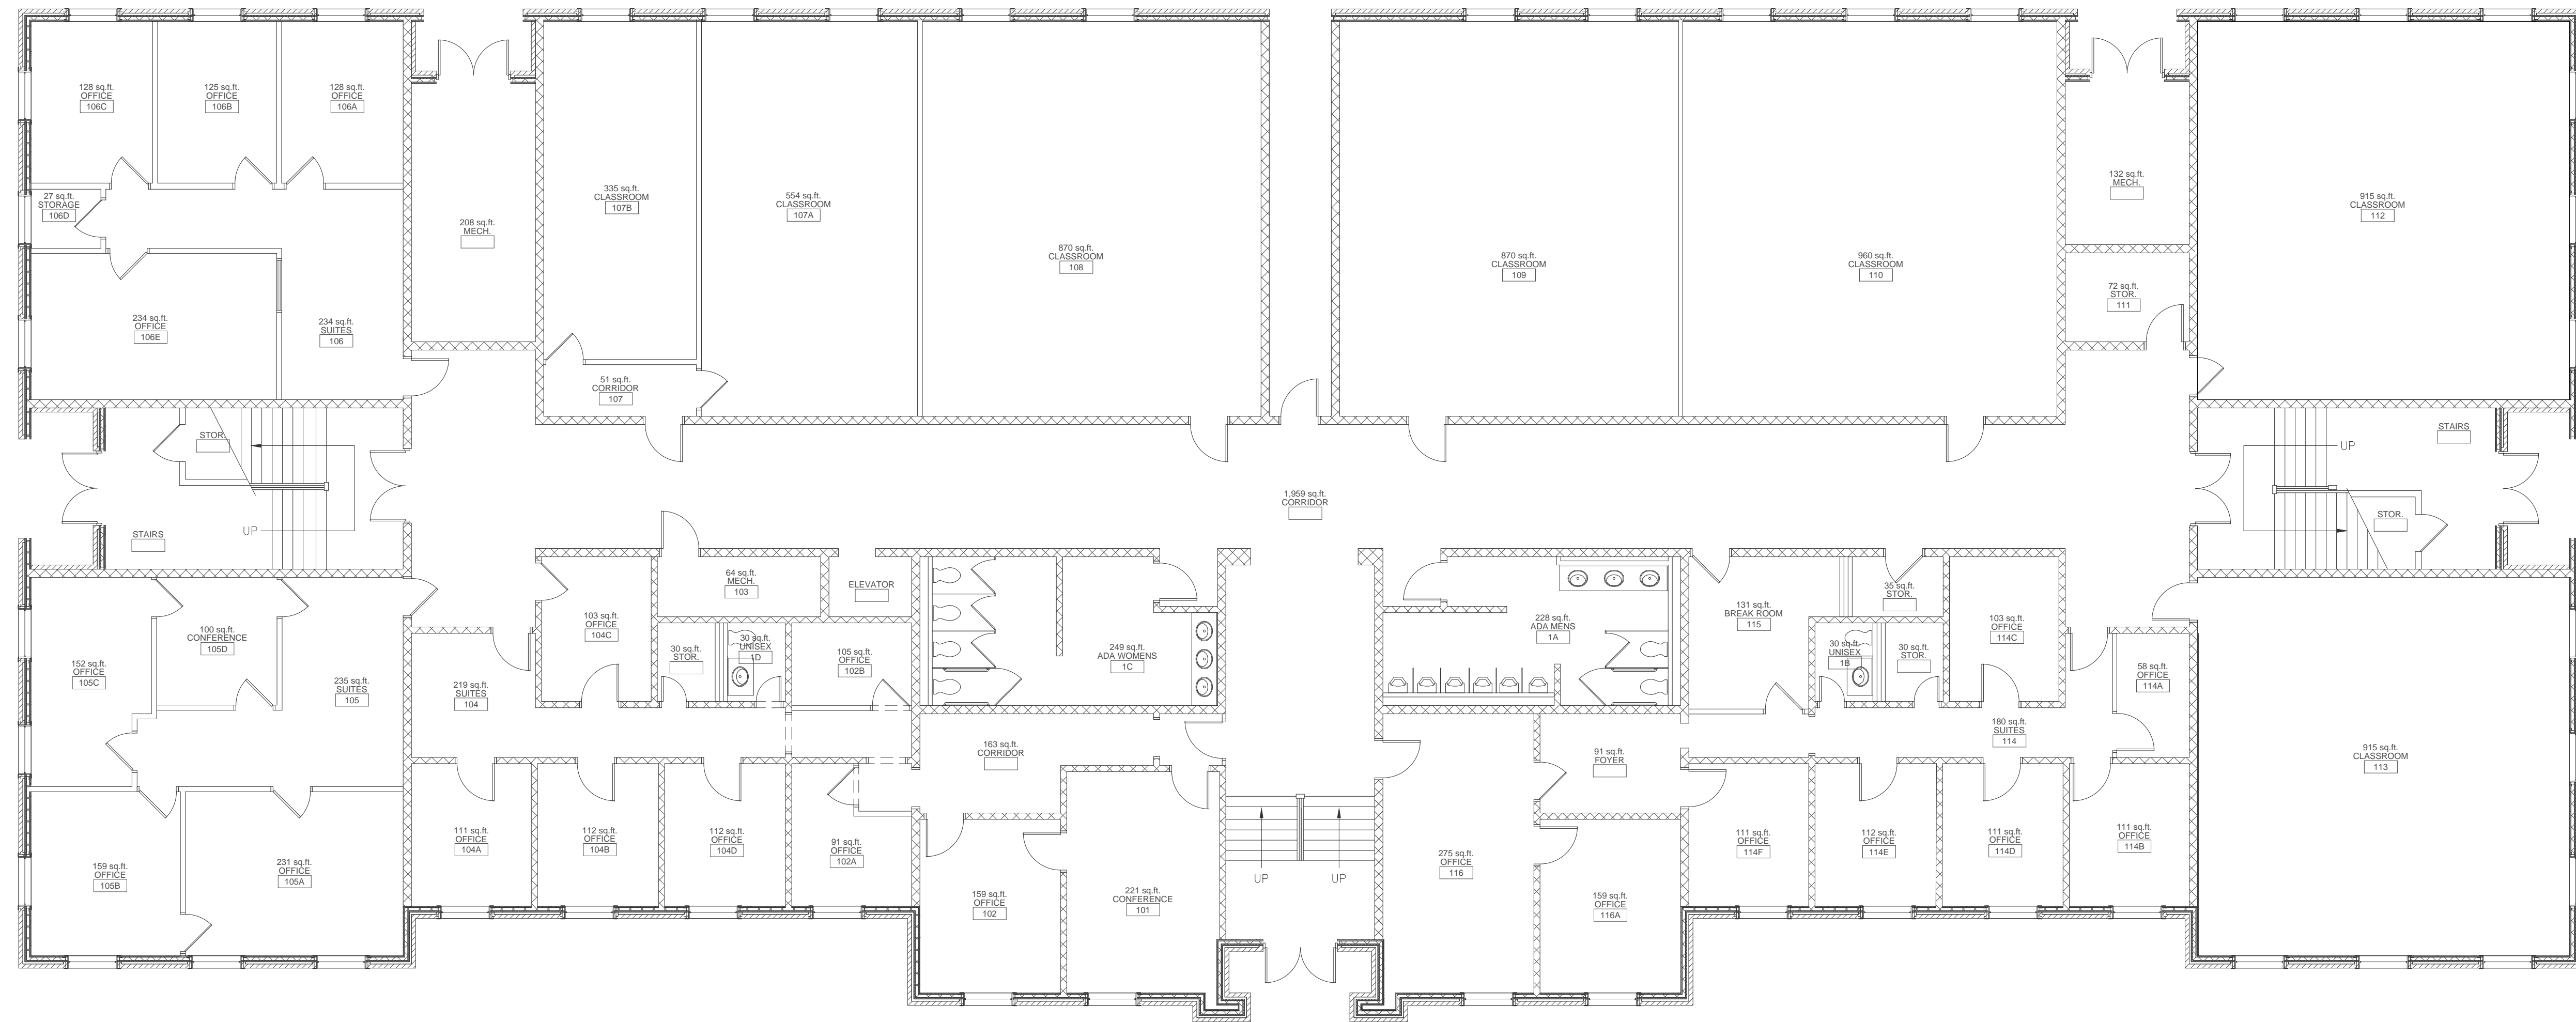 128 sq.ft.
OFFICE
106C
125 sq.ft.
OFFICE
106B
128 sq.ft.
OFFICE
106A
27 sq.ft.
STORAGE
106D
234 sq.ft.
OFFICE
106E
234 sq.ft.
SUITES
106
208 sq.ft.
MECH.
335 sq.ft.
CLASSROOM
107B
554 sq.ft.
CLASSROOM
107A
51 sq.ft.
CORRIDOR
107
870 sq.ft.
CLASSROOM
108
870 sq.ft.
CLASSROOM
109
960 sq.ft.
CLASSROOM
110
132 sq.ft.
MECH.
72 sq.ft.
STOR.
111
915 sq.ft.
CLASSROOM
112
STOR.
UP
STAIRS
1,959 sq.ft.
CORRIDOR
UP
STAIRS
STOR.
152 sq.ft.
OFFICE
105C
100 sq.ft.
CONFERENCE
105D
235 sq.ft.
SUITES
105
159 sq.ft.
OFFICE
105B
231 sq.ft.
OFFICE
105A
219 sq.ft.
SUITES
104
103 sq.ft.
OFFICE
104C
64 sq.ft.
MECH.
103
ELEVATOR
30 sq.ft.
STOR.
30 sq.ft.
UNISEX
1D
105 sq.ft.
OFFICE
102B
111 sq.ft.
OFFICE
104A
112 sq.ft.
OFFICE
104B
112 sq.ft.
OFFICE
104D
91 sq.ft.
OFFICE
102A
249 sq.ft.
ADA WOMENS
1C
163 sq.ft.
CORRIDOR
159 sq.ft.
OFFICE
102
221 sq.ft.
CONFERENCE
101
UP
UP
228 sq.ft.
ADA MENS
1A
275 sq.ft.
OFFICE
116
91 sq.ft.
FOYER
159 sq.ft.
OFFICE
116A
131 sq.ft.
BREAK ROOM
115
35 sq.ft.
STOR.
30 sq.ft.
UNISEX
1B
30 sq.ft.
STOR.
103 sq.ft.
OFFICE
114C
58 sq.ft.
OFFICE
114A
180 sq.ft.
SUITES
114
111 sq.ft.
OFFICE
114F
112 sq.ft.
OFFICE
114E
111 sq.ft.
OFFICE
114D
111 sq.ft.
OFFICE
114B
915 sq.ft.
CLASSROOM
113